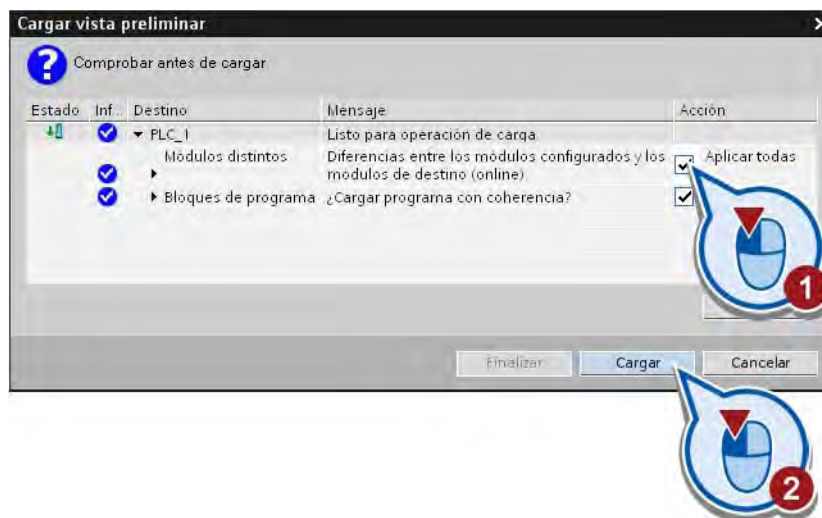 Cargar vista preliminar
Comprobar antes de cargar
Estado Inf... Destino Mensaje Acción
PLC_1 Listo para operación de carga.
Módulos distintos Diferencias entre los módulos configurados y los Aplicar todas
módulos de destino (online)
Bloques de programa ¿Cargar programa con coherencia?
1
Finalizar Cargar Cancelar
2